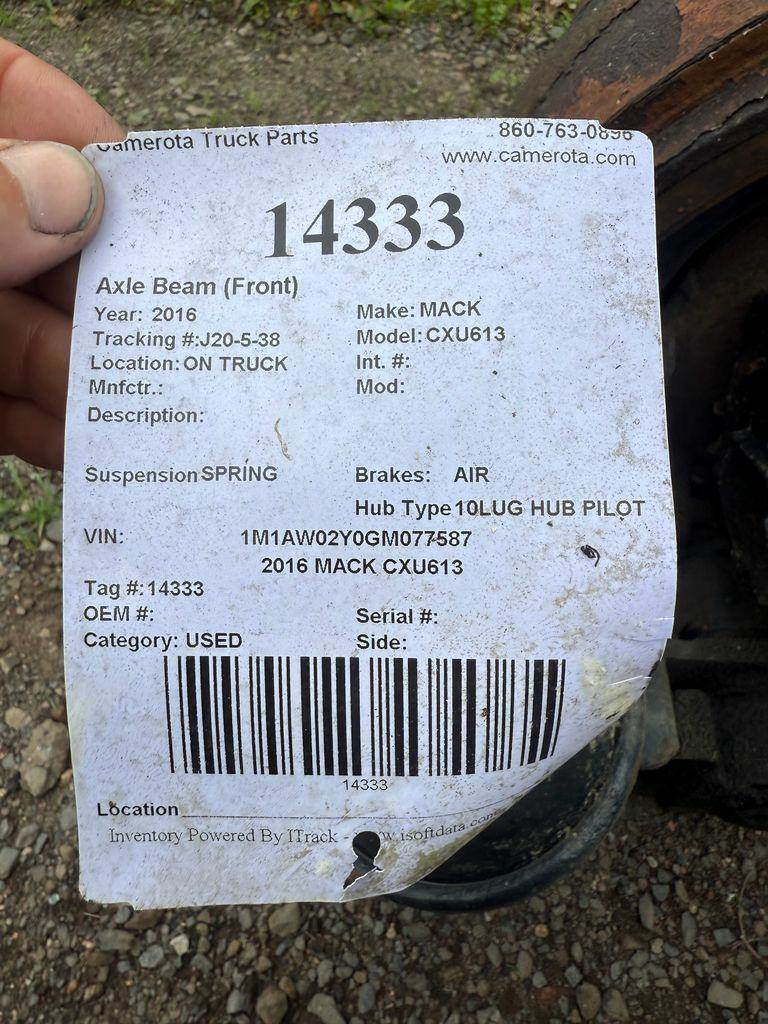 Camerota Truck Parts 860-763-0896
www.camerota.com
14333
Axle Beam (Front)
Year: 2016 Make: MACK
Tracking #:J20-5-38 Model: CXU613
Location: ON TRUCK Int. #:
Mnfctr.: Mod:
Description:
Suspension SPRING Brakes: AIR
Hub Type 10LUG HUB PILOT
VIN: 1M1AW02Y0GM077587
2016 MACK CXU613
Tag #: 14333
OEM #: Serial #:
Category: USED Side:
14333
Location
Inventory Powered By ITrack - www.isoftdata.com